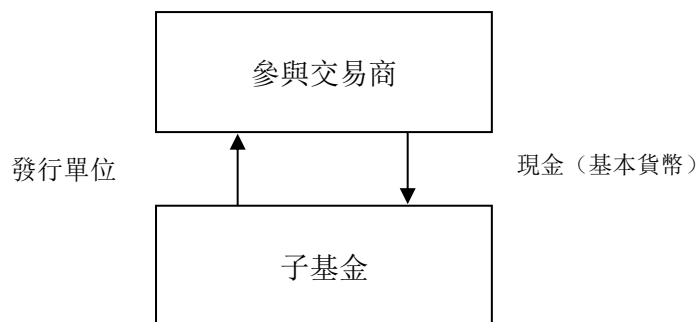 參與交易商
發行單位
現金（基本貨幣）
子基金